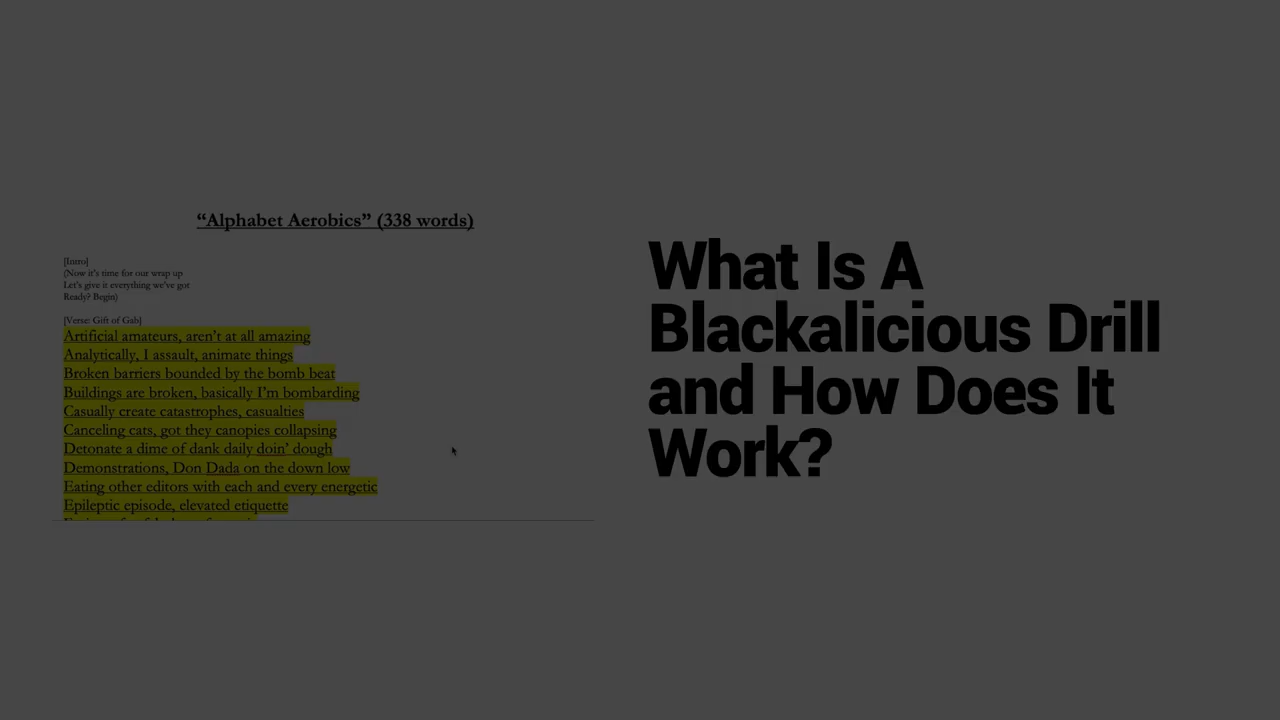 “Alphabet Aerobics” (338 words)
[Intro]
(Now it's time for our wrap up
Let's give it everything we've got
Ready? Begin)
[Verse: Gift of Gab]
Artificial amateurs, aren't at all amazing
Analytically, I assault, animate things
Broken barriers bounded by the bomb beat
Buildings are broken, basically I'm bombarding
Casually create catastrophes, casualties
Canceling cats, got they canopies collapsing
Detonate a dime of dank daily doin' dough
Demonstrations, Don Dada on the down low
Eating other editors with each and every energetic
Epileptic episode, elevated etiquette
What Is A
Blackalicious Drill
and How Does It
Work?